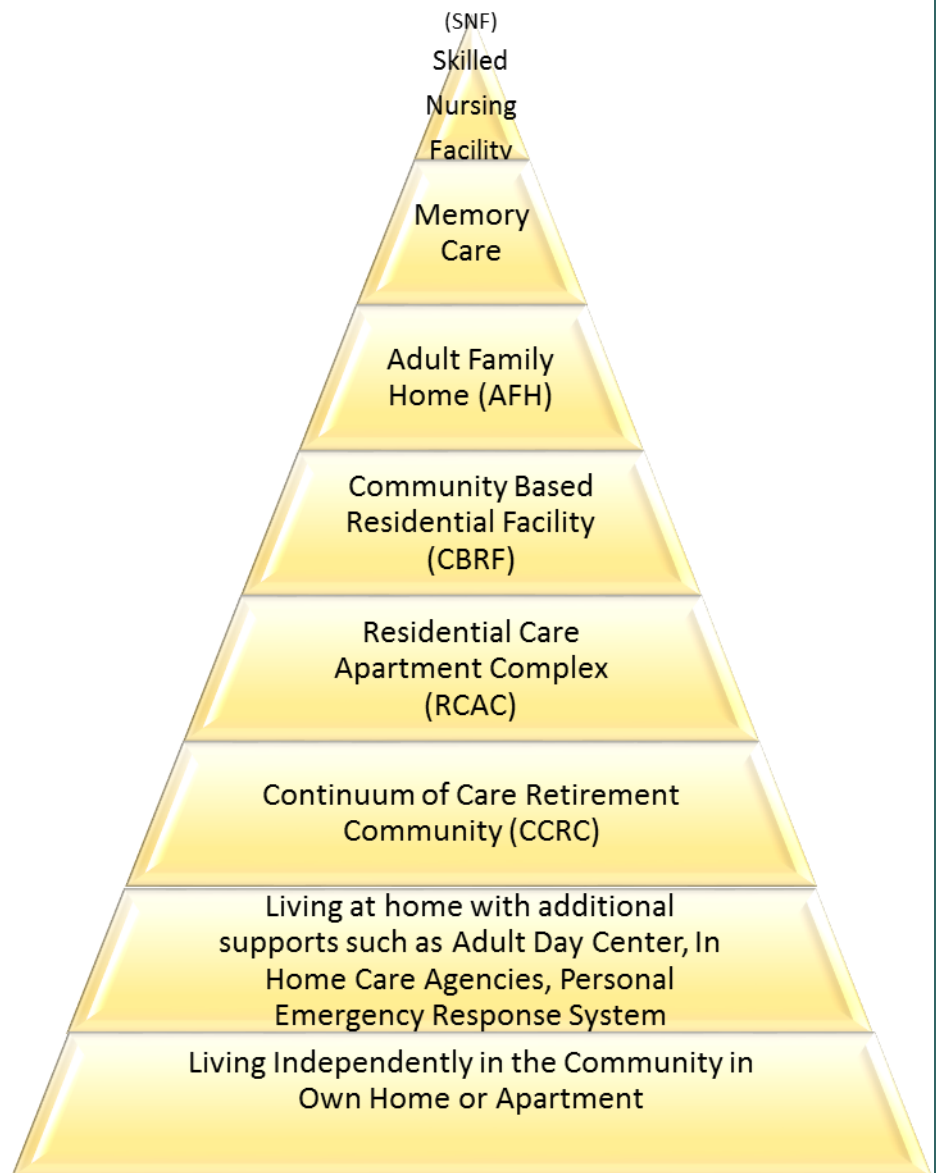 (SNF)
Skilled
Nursing
Facility
Memory
Care
Adult Family
Home (AFH)
Community Based
Residential Facility
(CBRF)
Residential Care
Apartment Complex
(RCAC)
Continuum of Care Retirement
Community (CCRC)
Living at home with additional
supports such as Adult Day Center, In
Home Care Agencies, Personal
Emergency Response System
Living Independently in the Community in
Own Home or Apartment